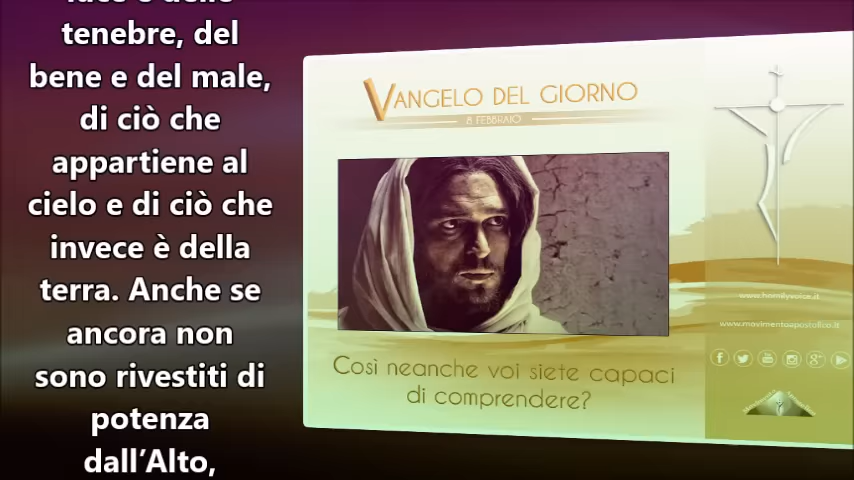 tenebre, del
bene e del male,
di ciò che
appartiene al
cielo e di ciò che
invece è della
terra. Anche se
ancora non
sono rivestiti di
potenza
dall'Alto,
VANGELO DEL GIORNO
8 FEBBRAIO
Così neanche voi siete capaci
di comprendere?
www.homilyvoice.it
www.movimentoapostolico.it